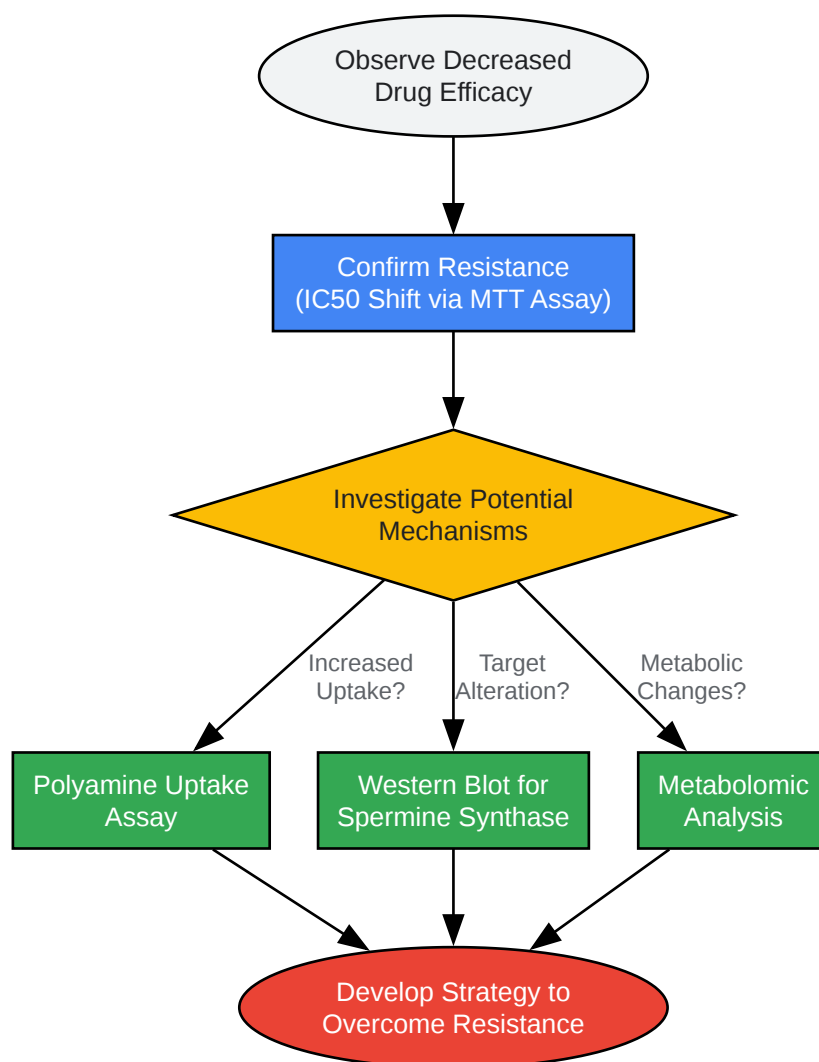 Observe Decreased
Drug Efficacy
Confirm Resistance
(IC50 Shift via MTT Assay)
Investigate Potential
Mechanisms
Increased
Uptake?
Target
Alteration?
Metabolic
Changes?
Polyamine Uptake
Assay
Western Blot for
Spermine Synthase
Metabolomic
Analysis
Develop Strategy to
Overcome Resistance